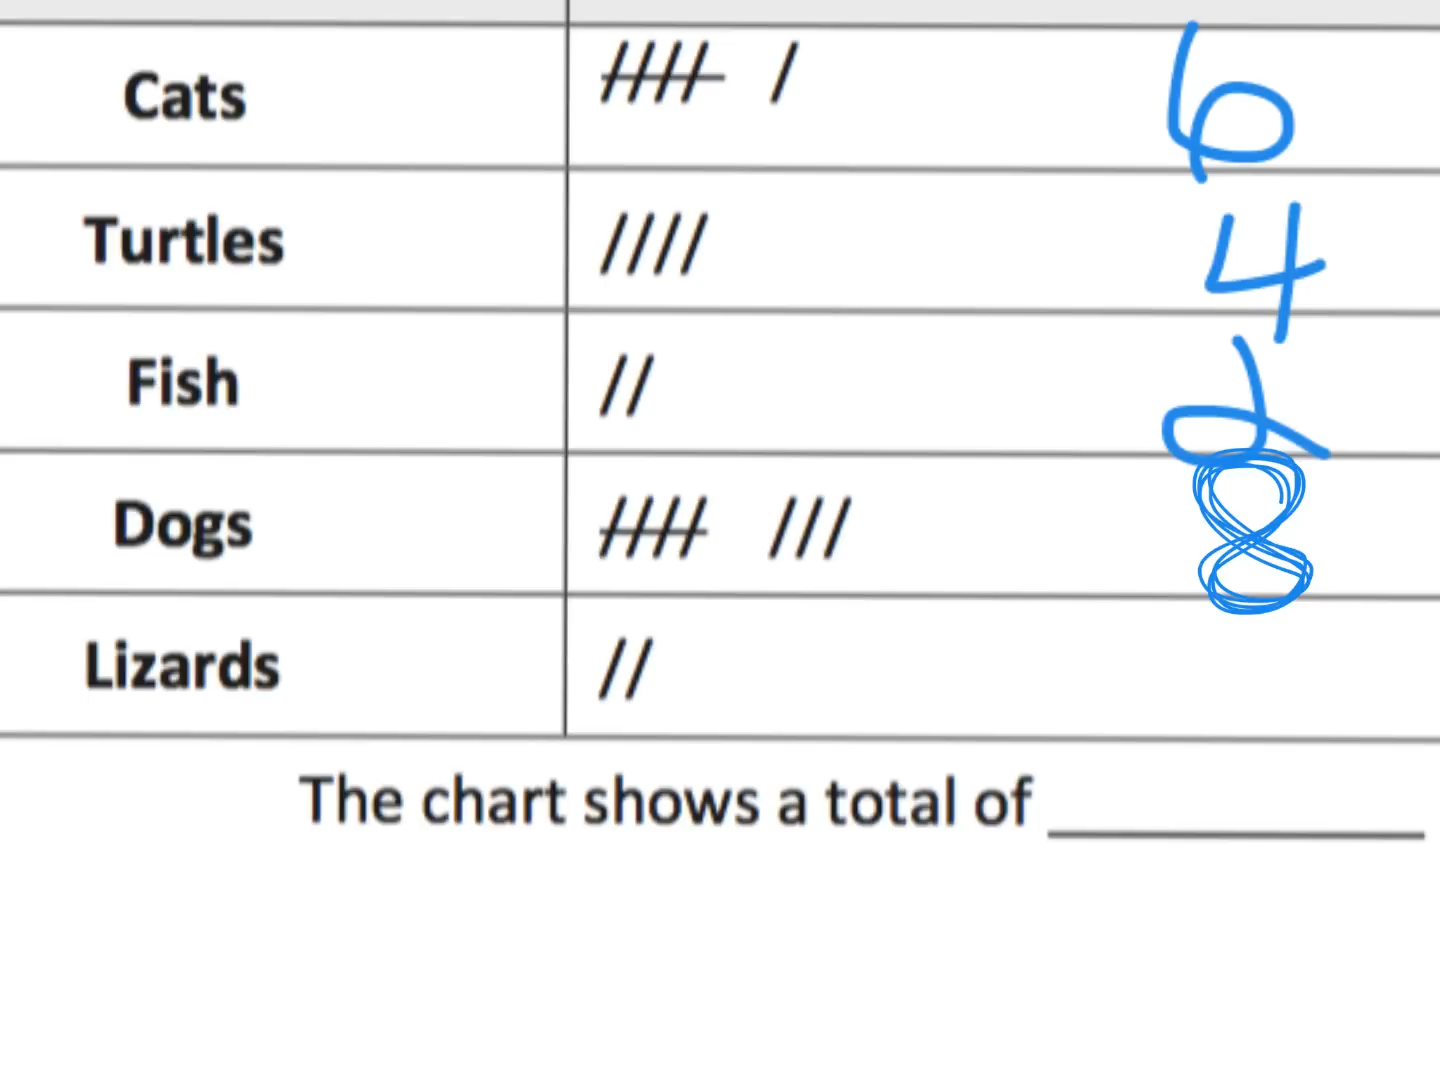 Cats 6
Turtles 4
Fish 2
Dogs 8
Lizards
The chart shows a total of